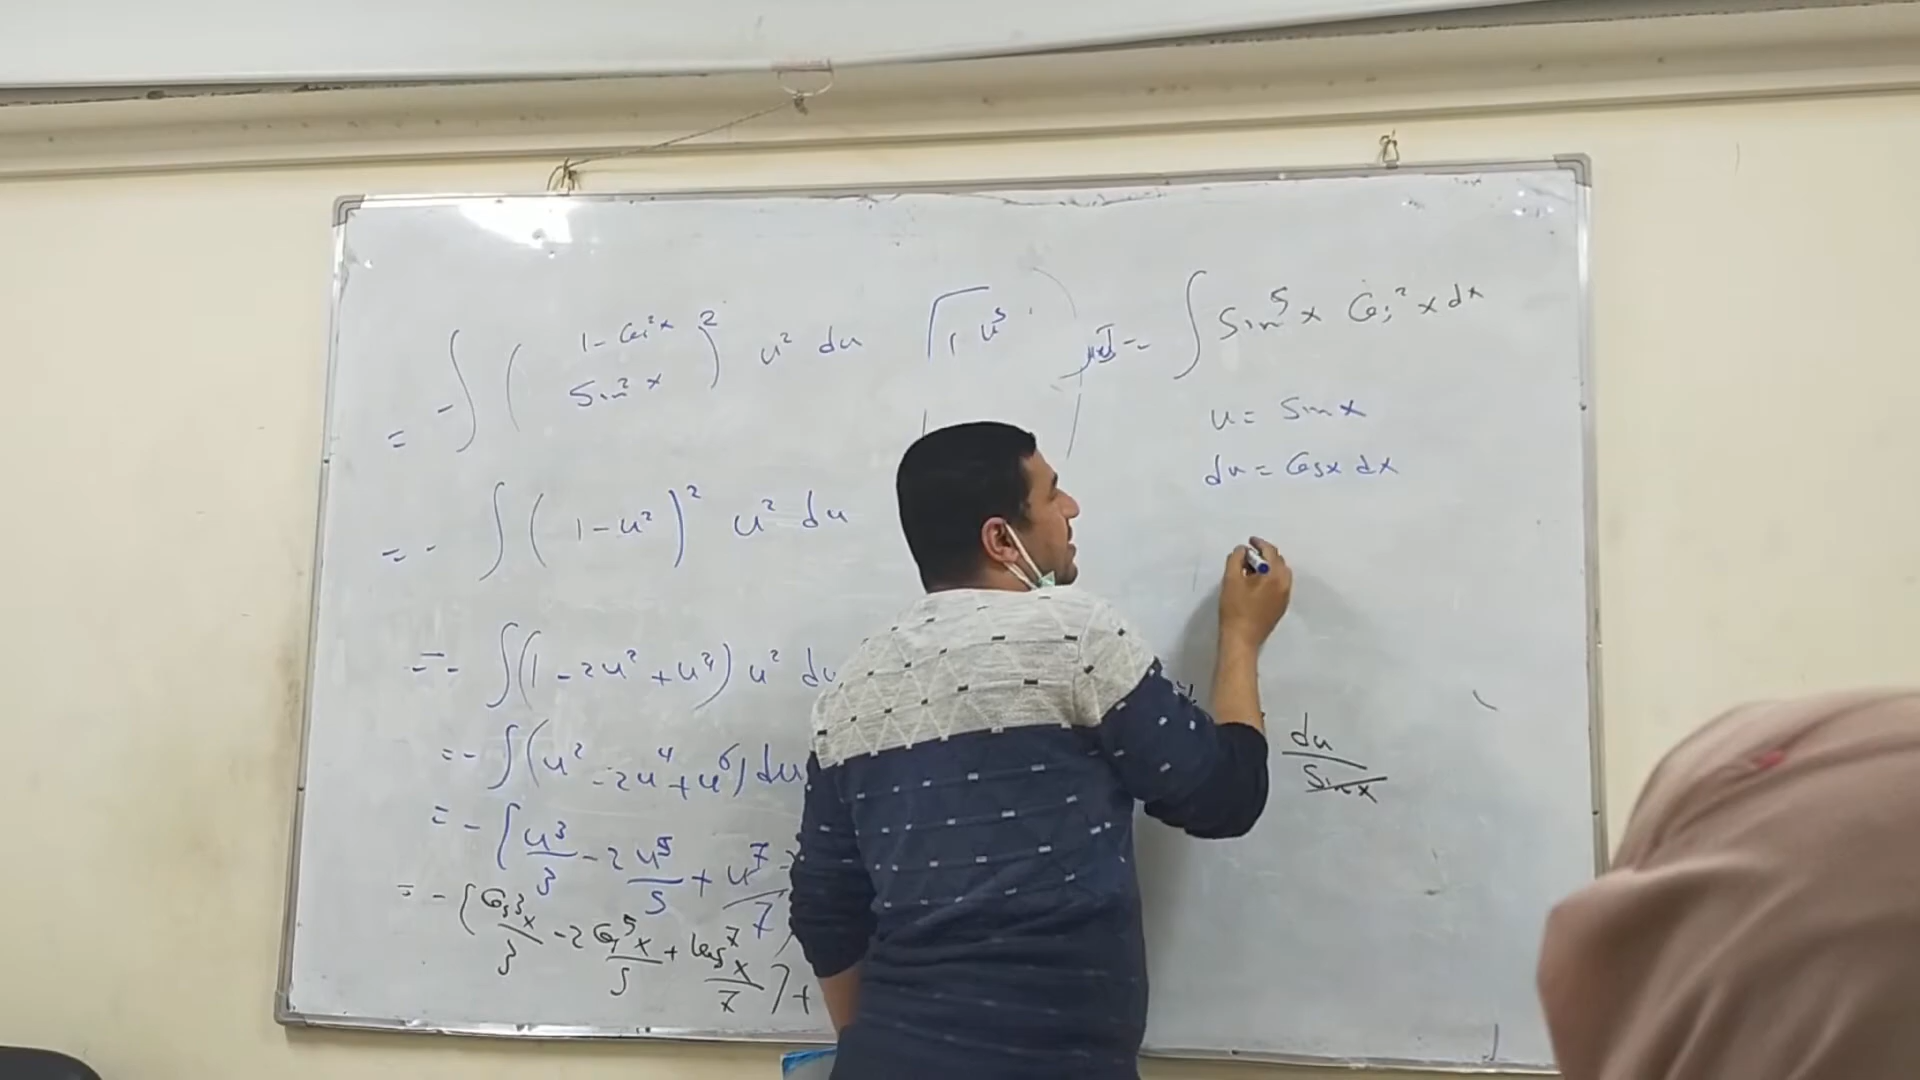 = -∫ (1 - Cos²x / Sin²x)² u² du
= - ∫ (1 - u²)² u² du
= - ∫ (1 - 2u² + u⁴) u² du
= - ∫ (u² - 2u⁴ + u⁶) du
= - [u³/3 - 2 u⁵/5 + u⁷/7
= - [Cos³x/3 - 2 Cos⁵x/5 + Cos⁷x/7] +
∫ Sin⁵x Cos²x dx
u = Sin x
du = Cos x dx
du/Sin x